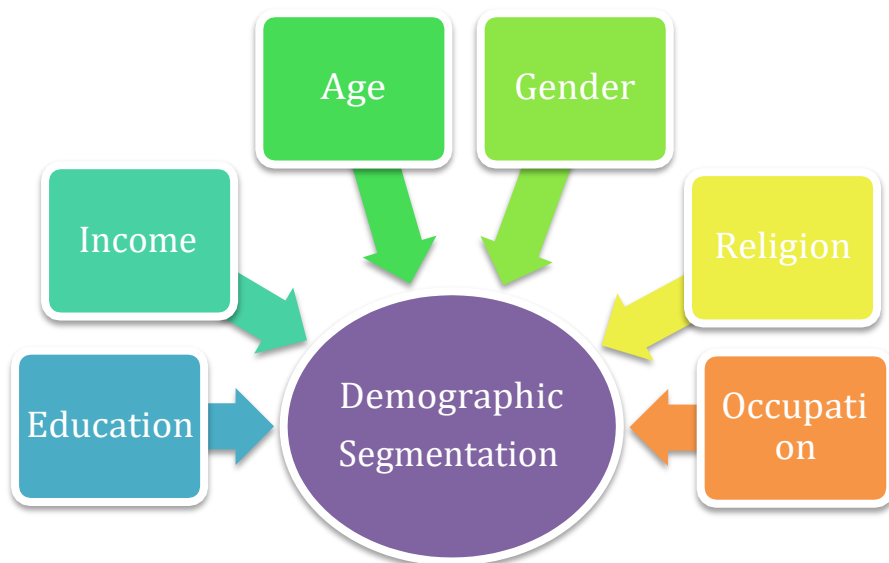 Age
Gender
Income
Religion
Education
Demographic
Segmentation
Occupati
on